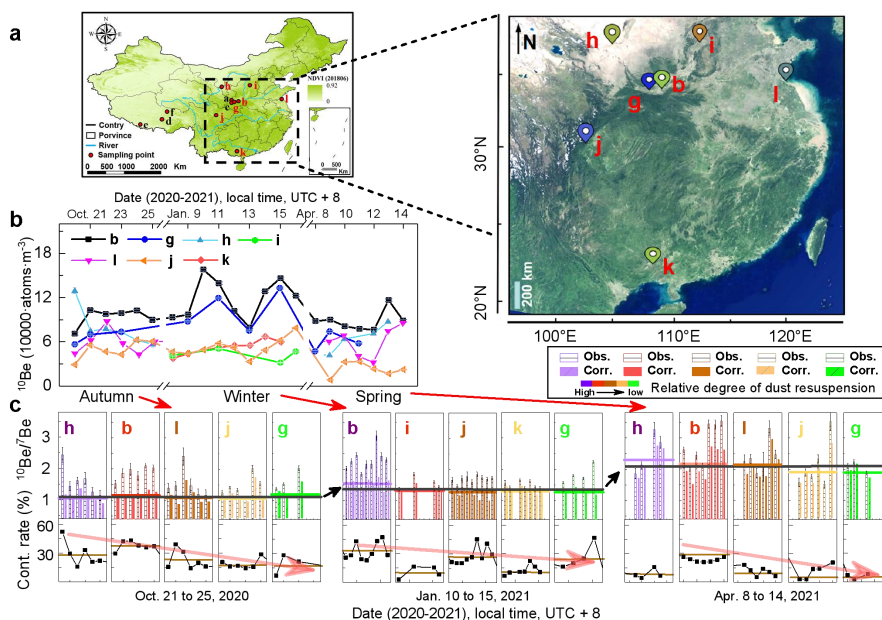 a
N
W
E
S
NDVI (201806)
0.92
0
h
i
a
b
e
g
l
f
j
d
c
k
Contry
Porvince
River
Sampling point
0 500
Km
0 1000 2000 Km
N
h
i
b
g
l
j
k
30°N
20°N
200 km
100°E
110°E
120°E
Date (2020-2021), local time, UTC + 8
b
Oct. 21 23 25 Jan. 9 11 13 15 Apr. 8 10 12 14
¹⁰Be (10000·atoms·m⁻³)
18
12
6
0
b g h i
l j k
Obs. Obs. Obs. Obs. Obs.
Corr. Corr. Corr. Corr. Corr.
High low
Relative degree of dust resuspension
Autumn Winter Spring
c
¹⁰Be/⁷Be
3
2
1
h b l j g
b i j k g
h b l j g
Cont. rate (%)
60
30
Oct. 21 to 25, 2020
Jan. 10 to 15, 2021
Apr. 8 to 14, 2021
Date (2020-2021), local time, UTC + 8